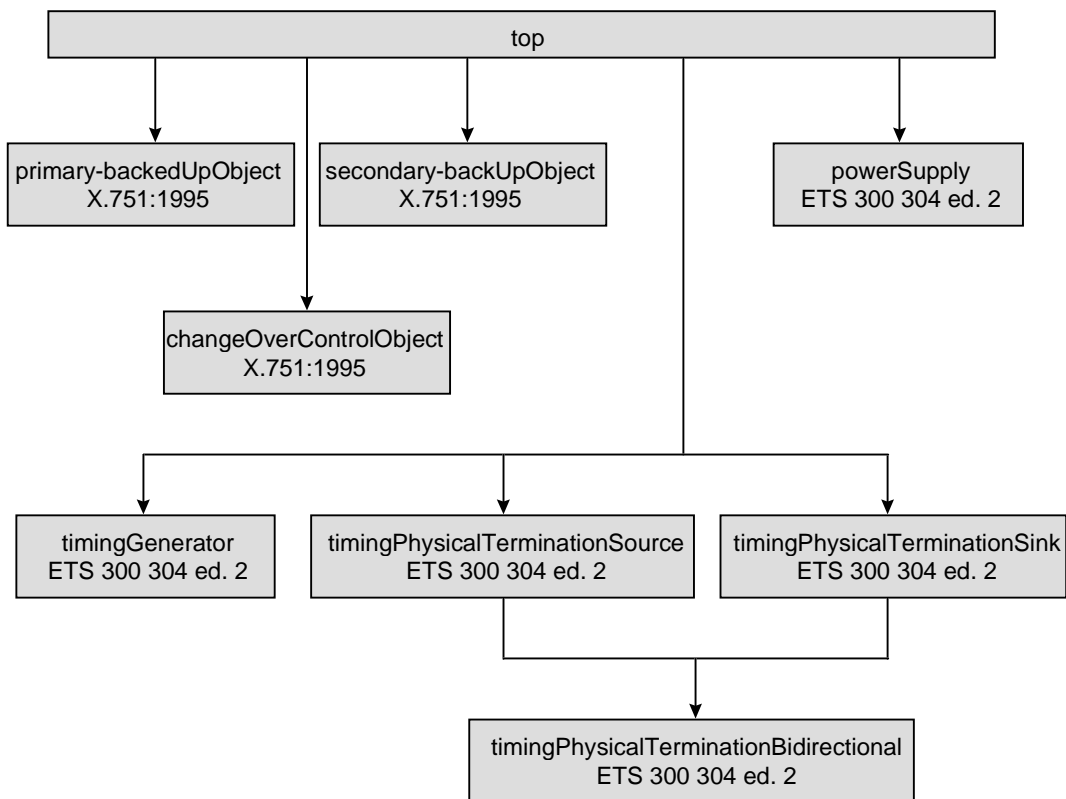 top
primary-backedUpObject
X.751:1995
secondary-backUpObject
X.751:1995
powerSupply
ETS 300 304 ed. 2
changeOverControlObject
X.751:1995
timingGenerator
ETS 300 304 ed. 2
timingPhysicalTerminationSource
ETS 300 304 ed. 2
timingPhysicalTerminationSink
ETS 300 304 ed. 2
timingPhysicalTerminationBidirectional
ETS 300 304 ed. 2